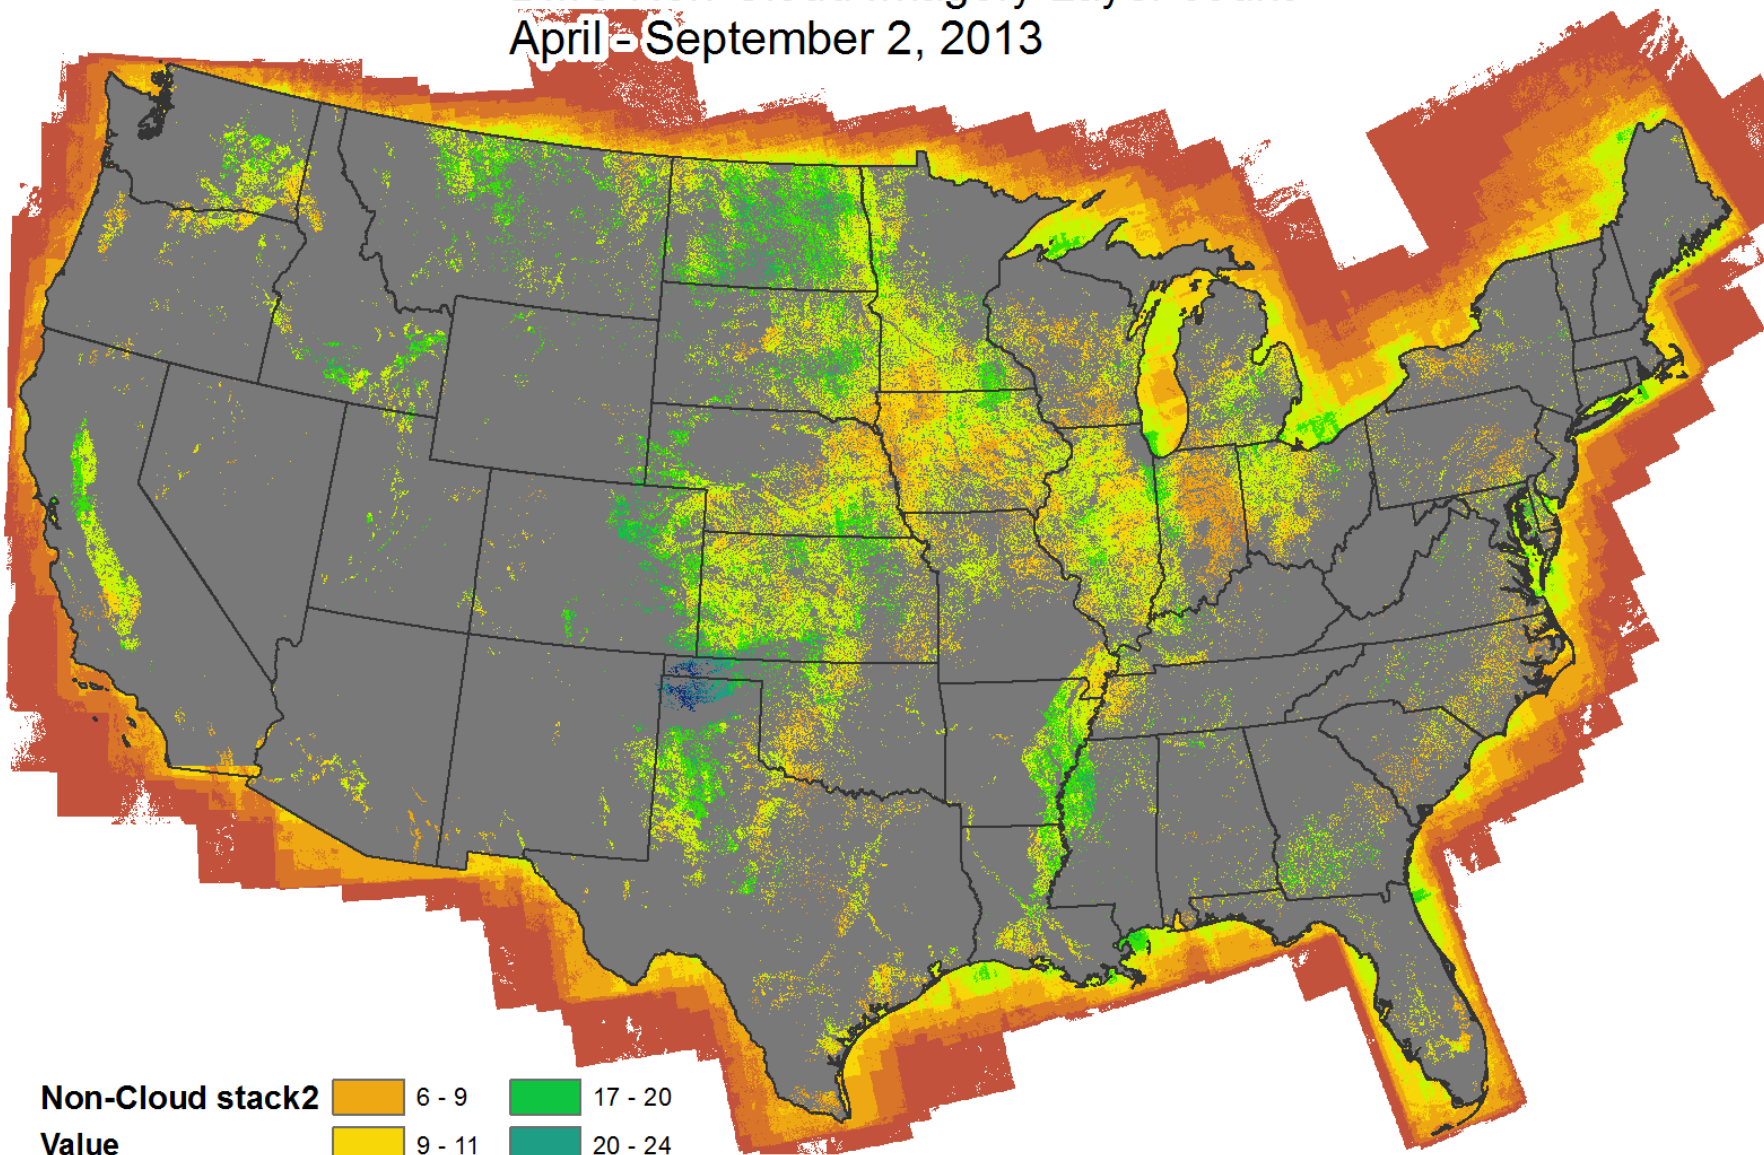 April - September 2, 2013
Non-Cloud stack2
Value
6 - 9
17 - 20
9 - 11
20 - 24